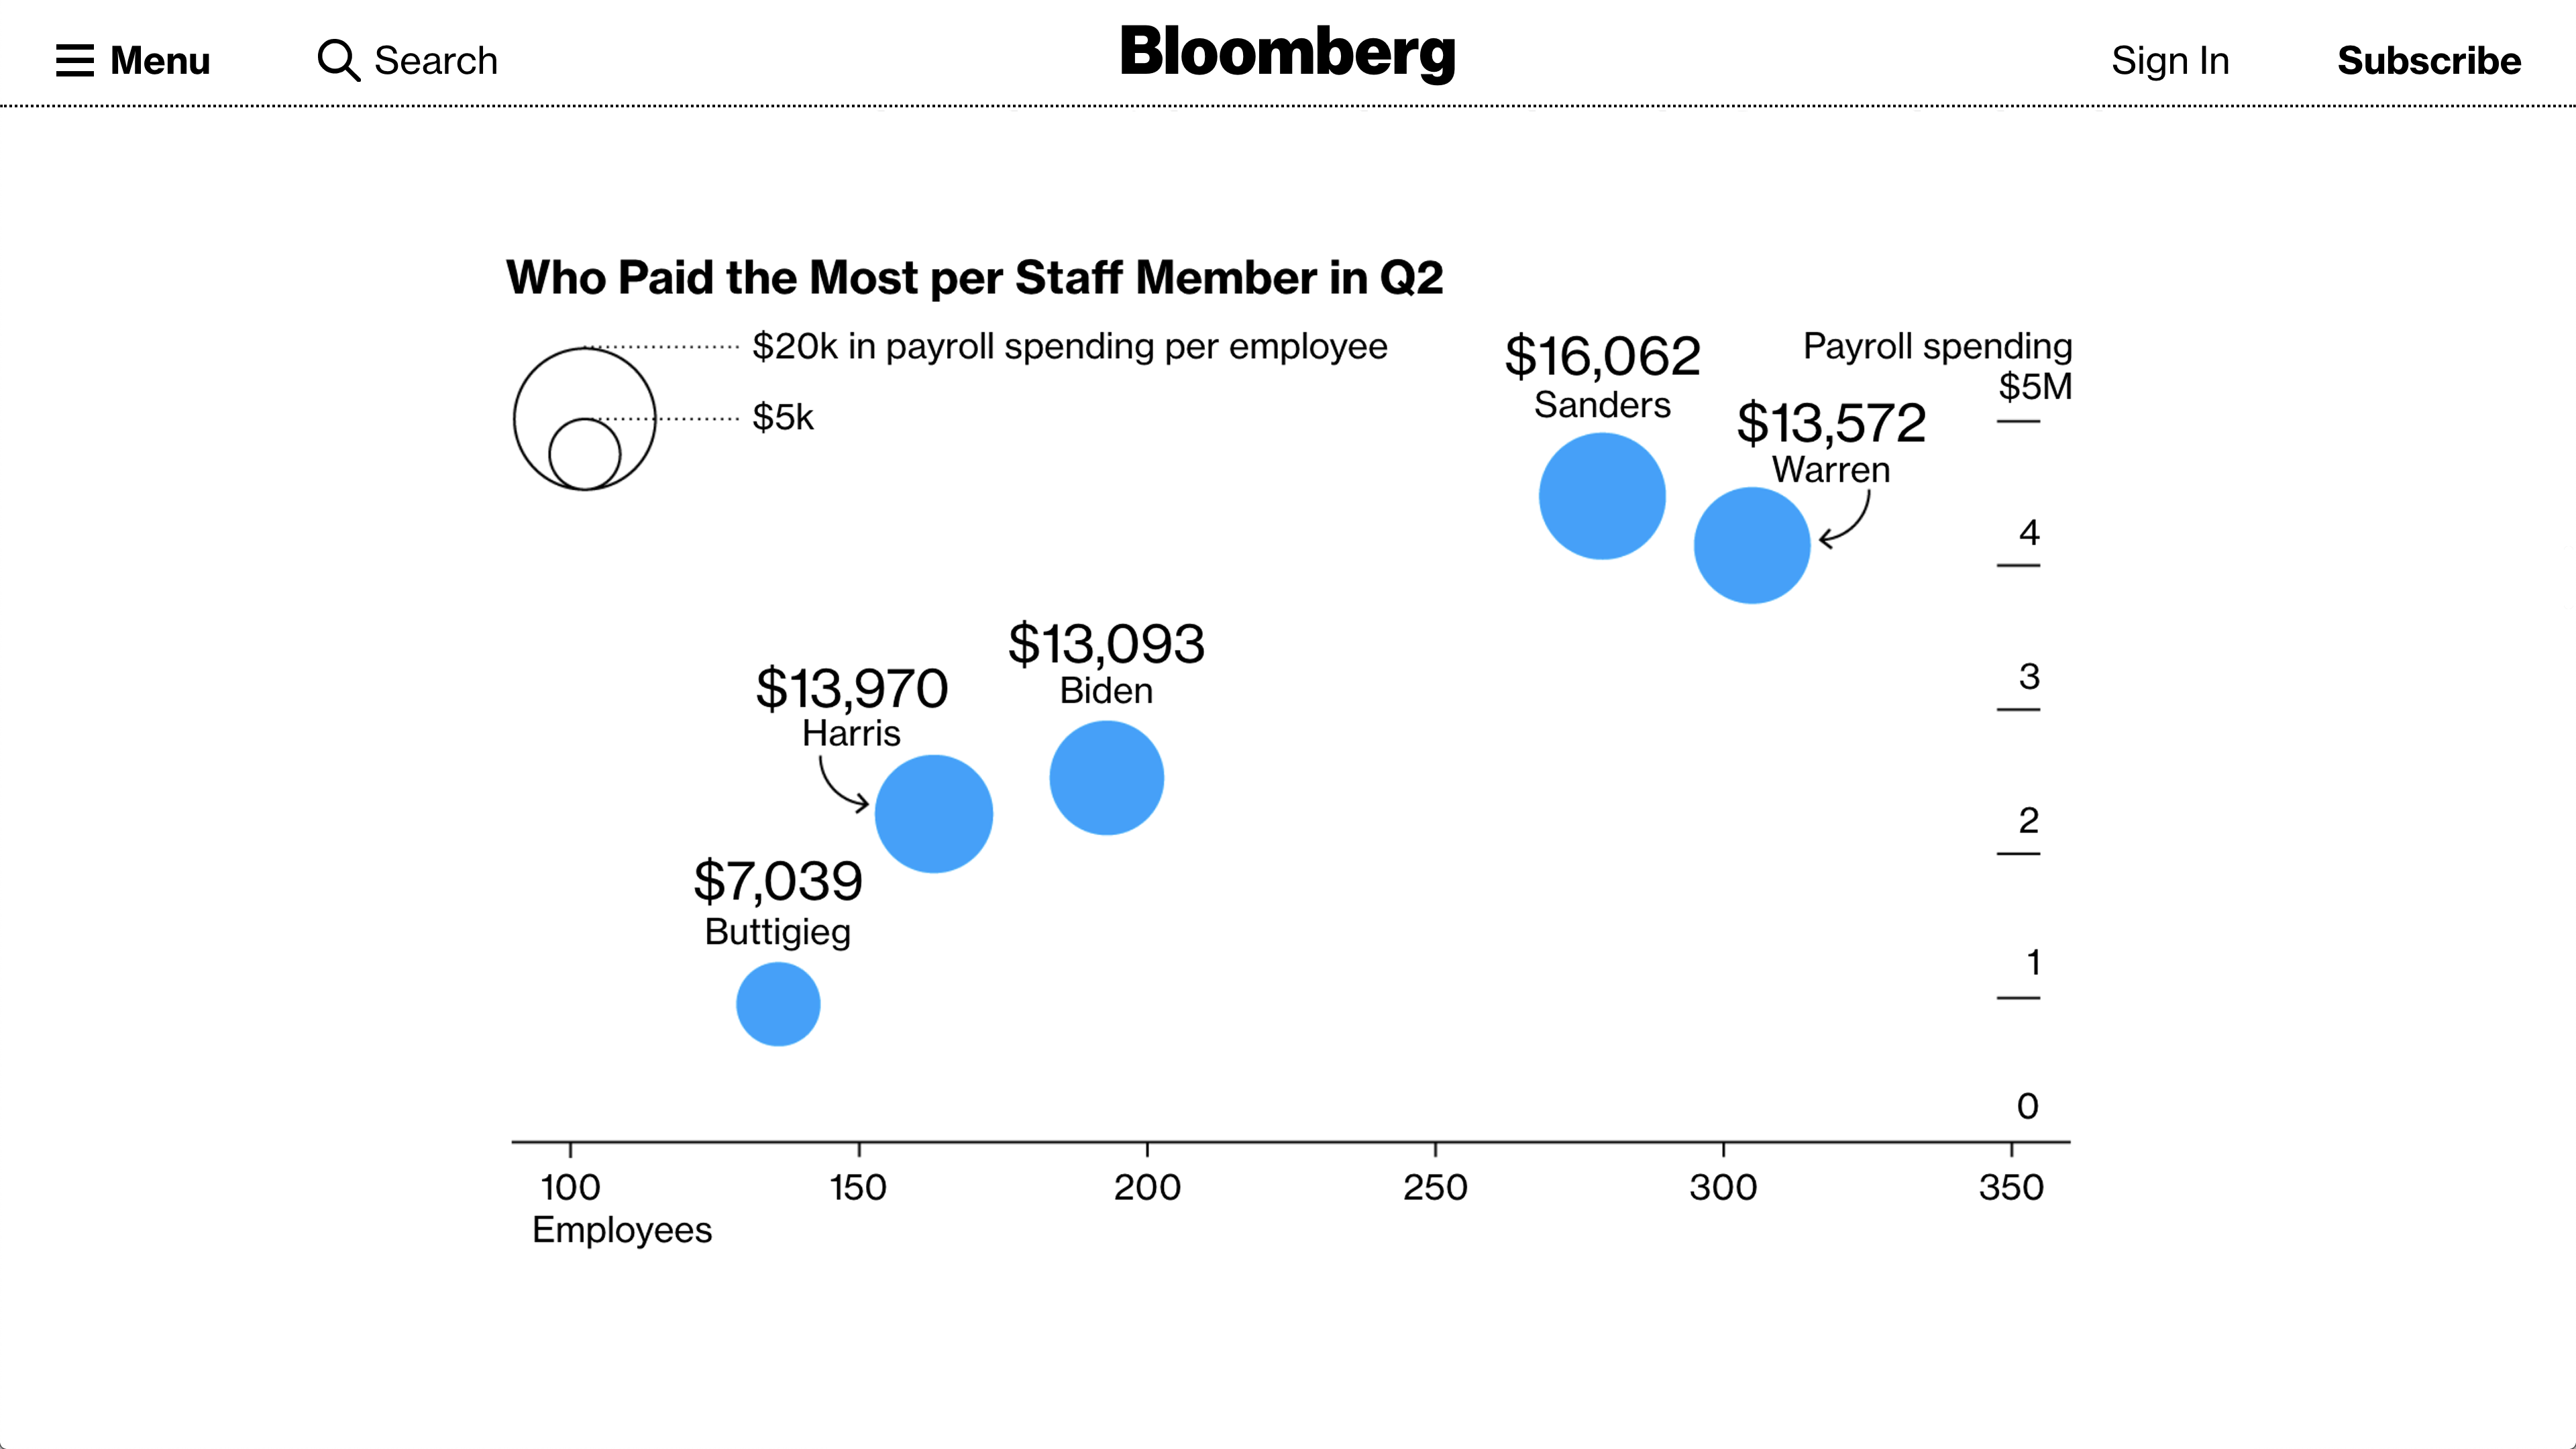 Menu
Search
Bloomberg
Sign In
Subscribe
Who Paid the Most per Staff Member in Q2
$20k in payroll spending per employee
$5k
$16,062
Sanders
Payroll spending
$5M
$13,572
Warren
4
3
$13,093
Biden
$13,970
Harris
2
$7,039
Buttigieg
1
0
100 150 200 250 300 350
Employees